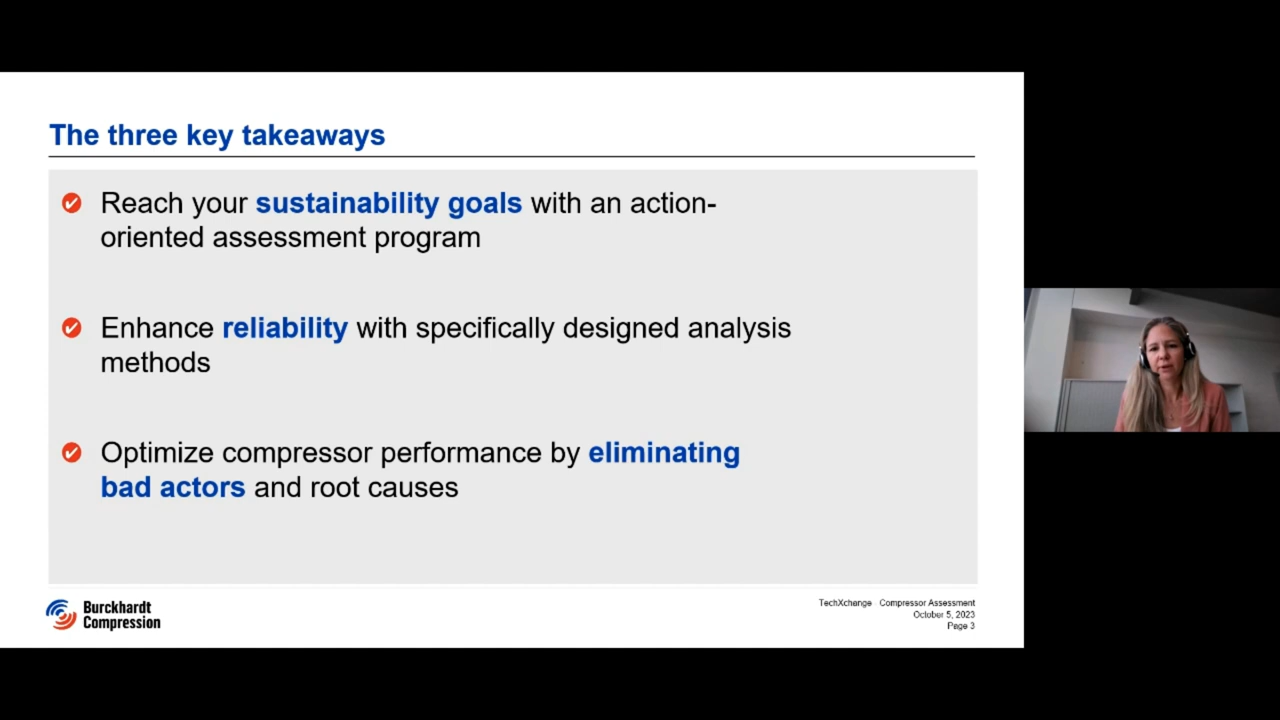 The three key takeaways
Reach your sustainability goals with an action-
oriented assessment program
Enhance reliability with specifically designed analysis
methods
Optimize compressor performance by eliminating
bad actors and root causes
Burckhardt
Compression
TechXchange Compressor Assessment
October 5, 2023
Page 3